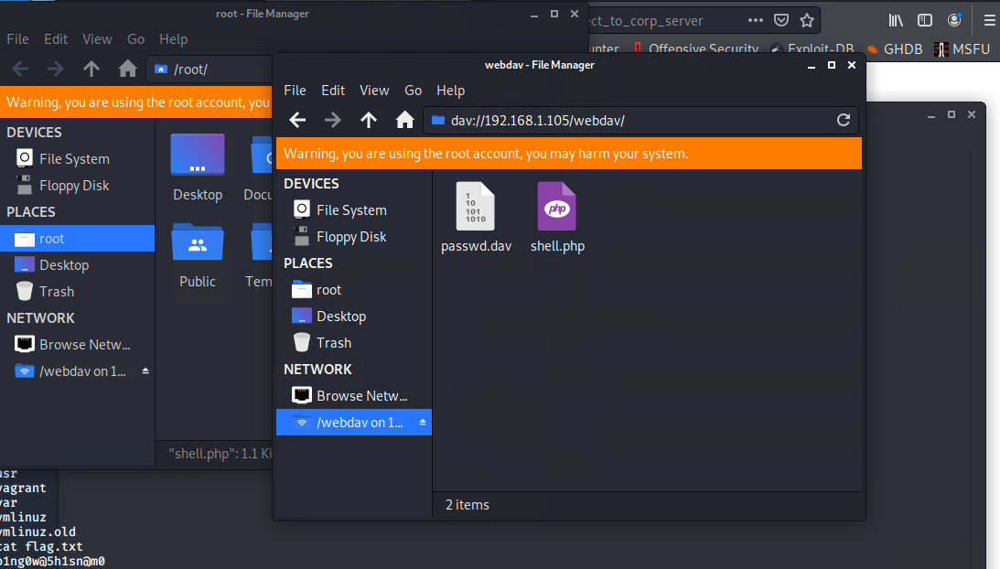 root - File Manager
ect_to_corp_server
File Edit View Go Help
unter Offensive Security Exploit-DB GHDB MSFU
/root/
Warning, you are using the root account, you
DEVICES
File System
Floppy Disk
PLACES
root
Desktop
Trash
NETWORK
Browse Netw...
/webdav on 1...
Desktop
Docu
Public
Tem
"shell.php": 1.1 Ki
webdav - File Manager
File Edit View Go Help
dav://192.168.1.105/webdav/
Warning, you are using the root account, you may harm your system.
DEVICES
File System
Floppy Disk
PLACES
root
Desktop
Trash
NETWORK
Browse Netw...
/webdav on 1...
1
10
101
1010
passwd.dav
php
shell.php
2 items
usr
vagrant
var
vmlinuz
vmlinuz.old
cat flag.txt
b1ng0w@5h1sn@m0